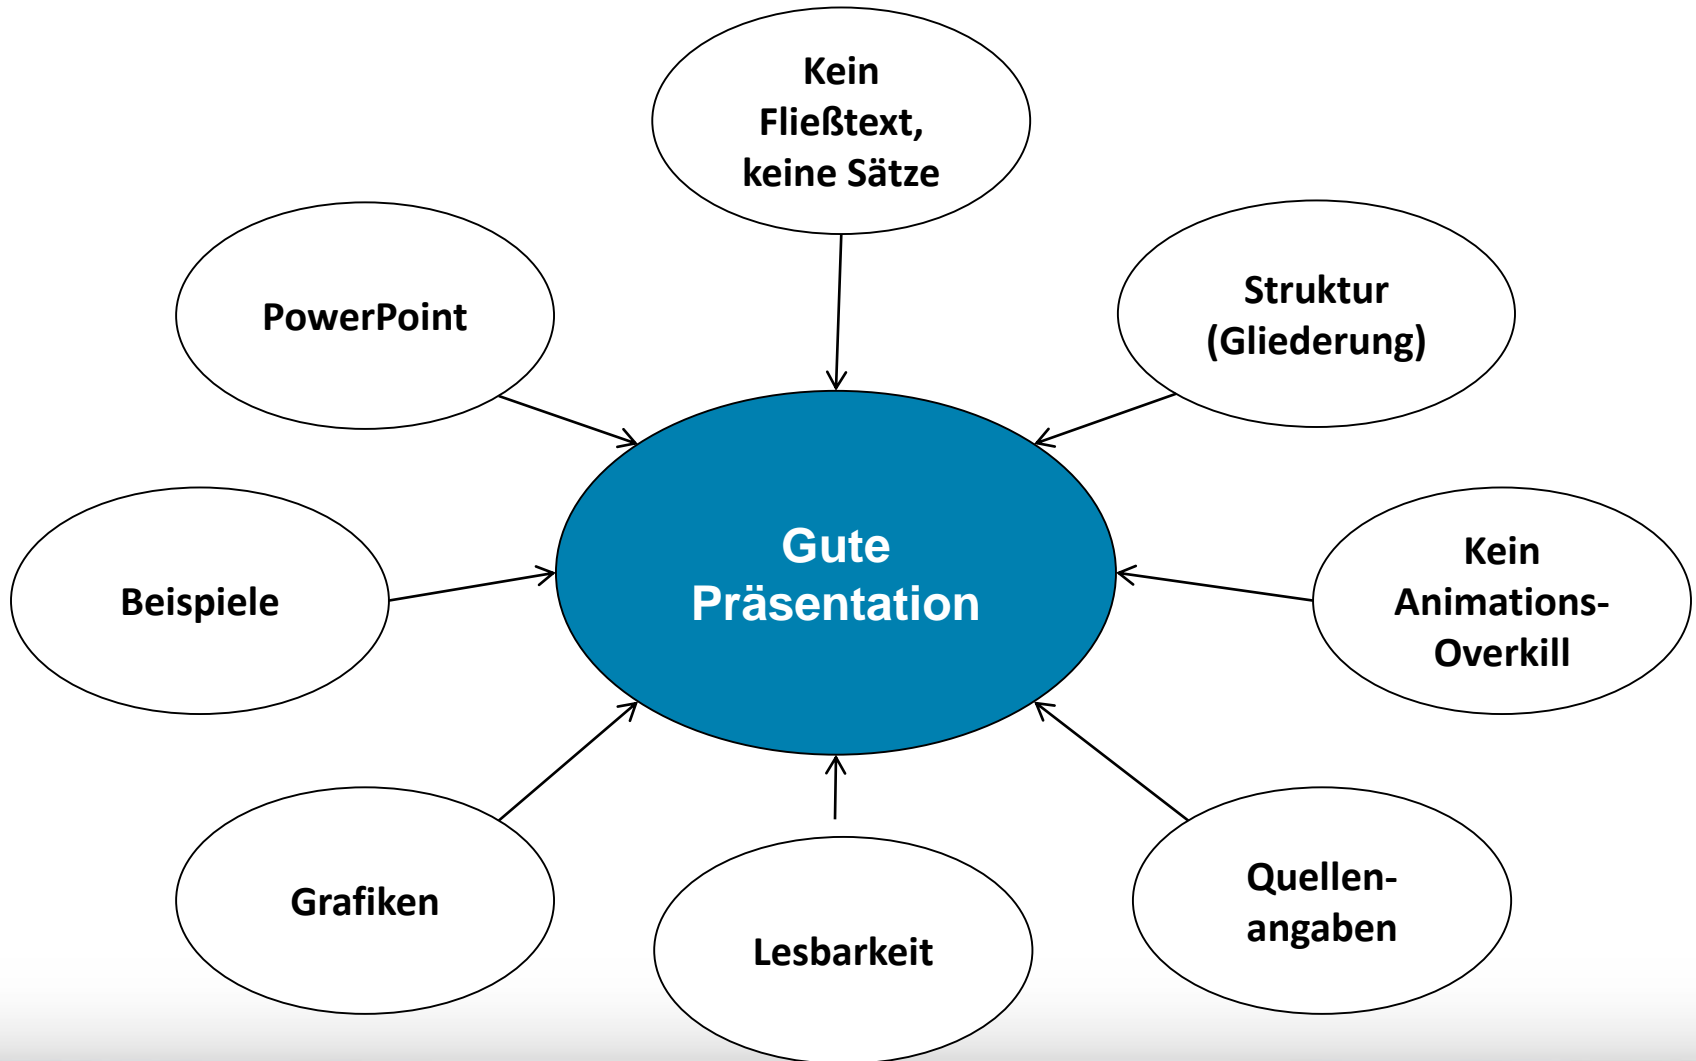 Kein
Fließtext,
keine Sätze
PowerPoint
Struktur
(Gliederung)
Gute
Präsentation
Beispiele
Kein
Animations-
Overkill
Grafiken
Lesbarkeit
Quellen-
angaben